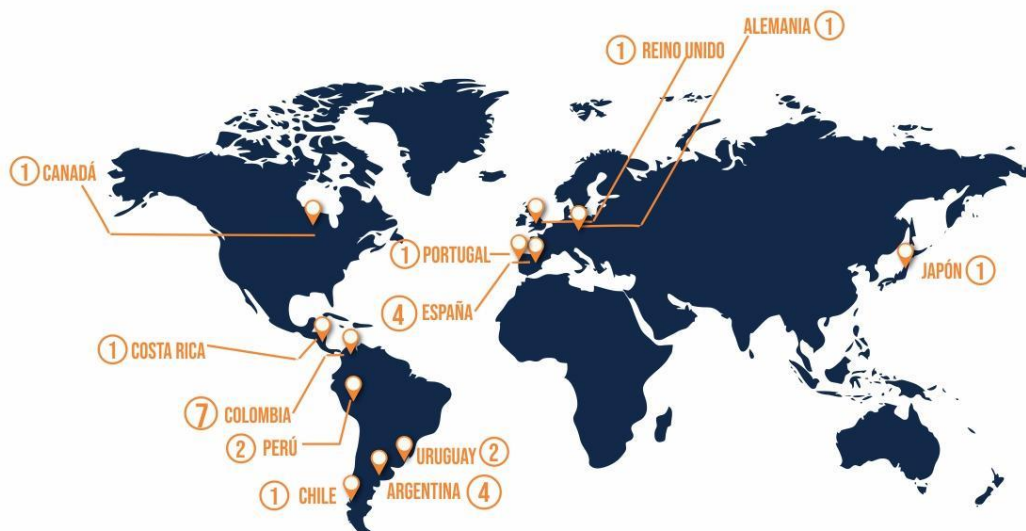 ALEMANIA 1
1 REINO UNIDO
1 CANADÁ
1 PORTUGAL
JAPÓN 1
4 ESPAÑA
1 COSTA RICA
7 COLOMBIA
2 PERÚ
URUGUAY 2
1 CHILE
ARGENTINA 4